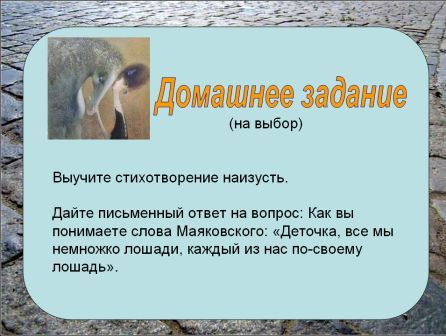 Домашнее задание
(на выбор)
Выучите стихотворение наизусть.
Дайте письменный ответ на вопрос: Как вы
понимаете слова Маяковского: «Деточка, все мы
немножко лошади, каждый из нас по-своему
лошадь».